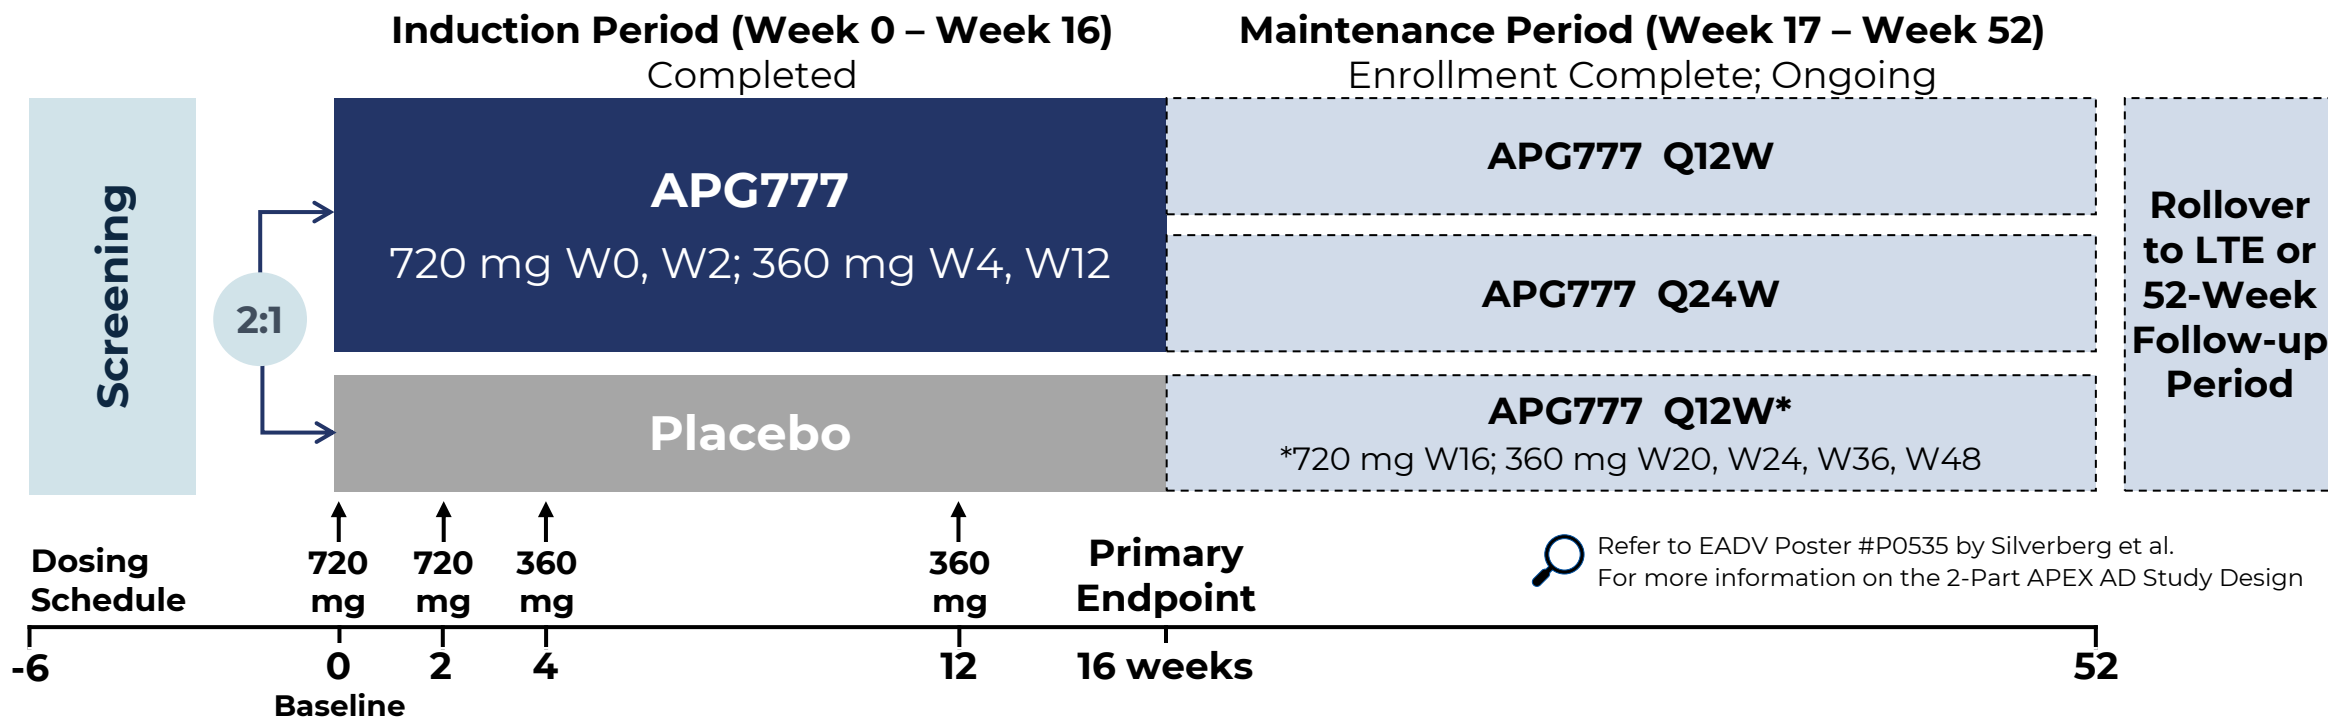 Induction Period (Week 0 – Week 16)
Completed
Maintenance Period (Week 17 – Week 52)
Enrollment Complete; Ongoing
Screening
2:1
APG777
720 mg W0, W2; 360 mg W4, W12
Placebo
APG777 Q12W
APG777 Q24W
APG777 Q12W*
*720 mg W16; 360 mg W20, W24, W36, W48
Rollover
to LTE or
52-Week
Follow-up
Period
Dosing
Schedule
720
mg
720
mg
360
mg
360
mg
Primary
Endpoint
Refer to EADV Poster #P0535 by Silverberg et al.
For more information on the 2-Part APEX AD Study Design
-6
0
2
4
12
16 weeks
52
Baseline